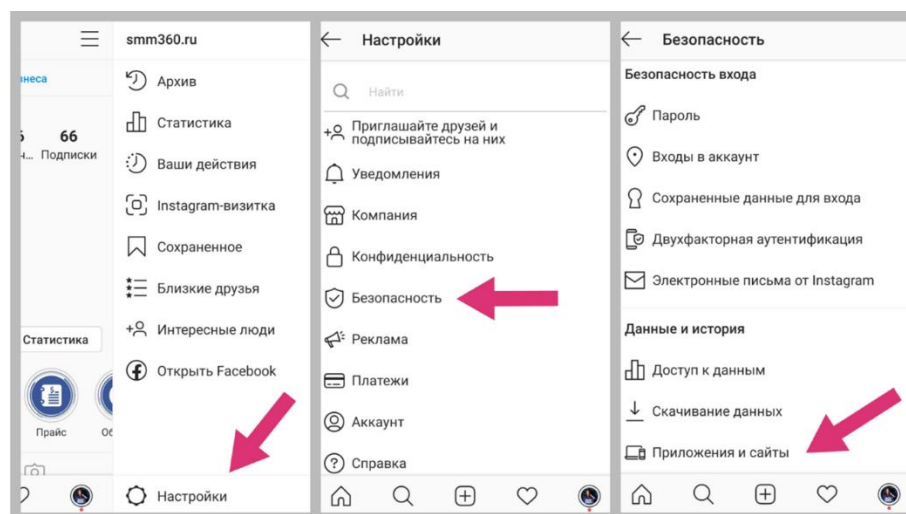 smm360.ru
знеса
66
Подписки
Статистика
Прайс
Архив
Статистика
Ваши действия
Instagram-визитка
Сохраненное
Близкие друзья
Интересные люди
Открыть Facebook
Настройки
Настройки
Найти
Приглашайте друзей и
подписывайтесь на них
Уведомления
Компания
Конфиденциальность
Безопасность
Реклама
Платежи
Аккаунт
Справка
Безопасность
Безопасность входа
Пароль
Входы в аккаунт
Сохраненные данные для входа
Двухфакторная аутентификация
Электронные письма от Instagram
Данные и история
Доступ к данным
Скачивание данных
Приложения и сайты